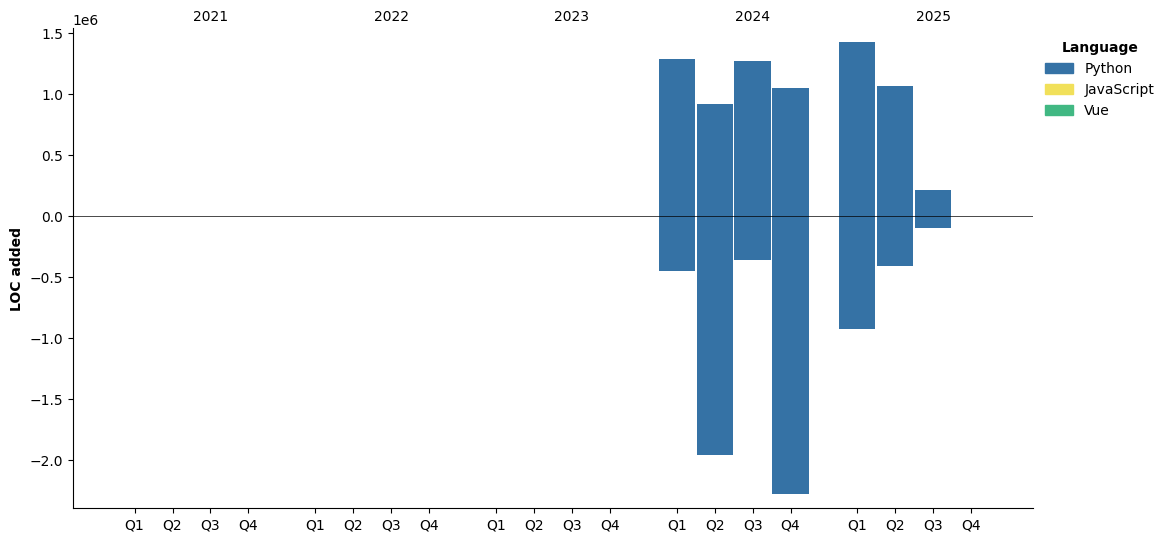 2021 2022 2023 2024 2025
1e6
1.5
1.0
0.5
0.0
−0.5
−1.0
−1.5
−2.0
LOC added
Q1 Q2 Q3 Q4 Q1 Q2 Q3 Q4 Q1 Q2 Q3 Q4 Q1 Q2 Q3 Q4 Q1 Q2 Q3 Q4
Language
Python
JavaScript
Vue